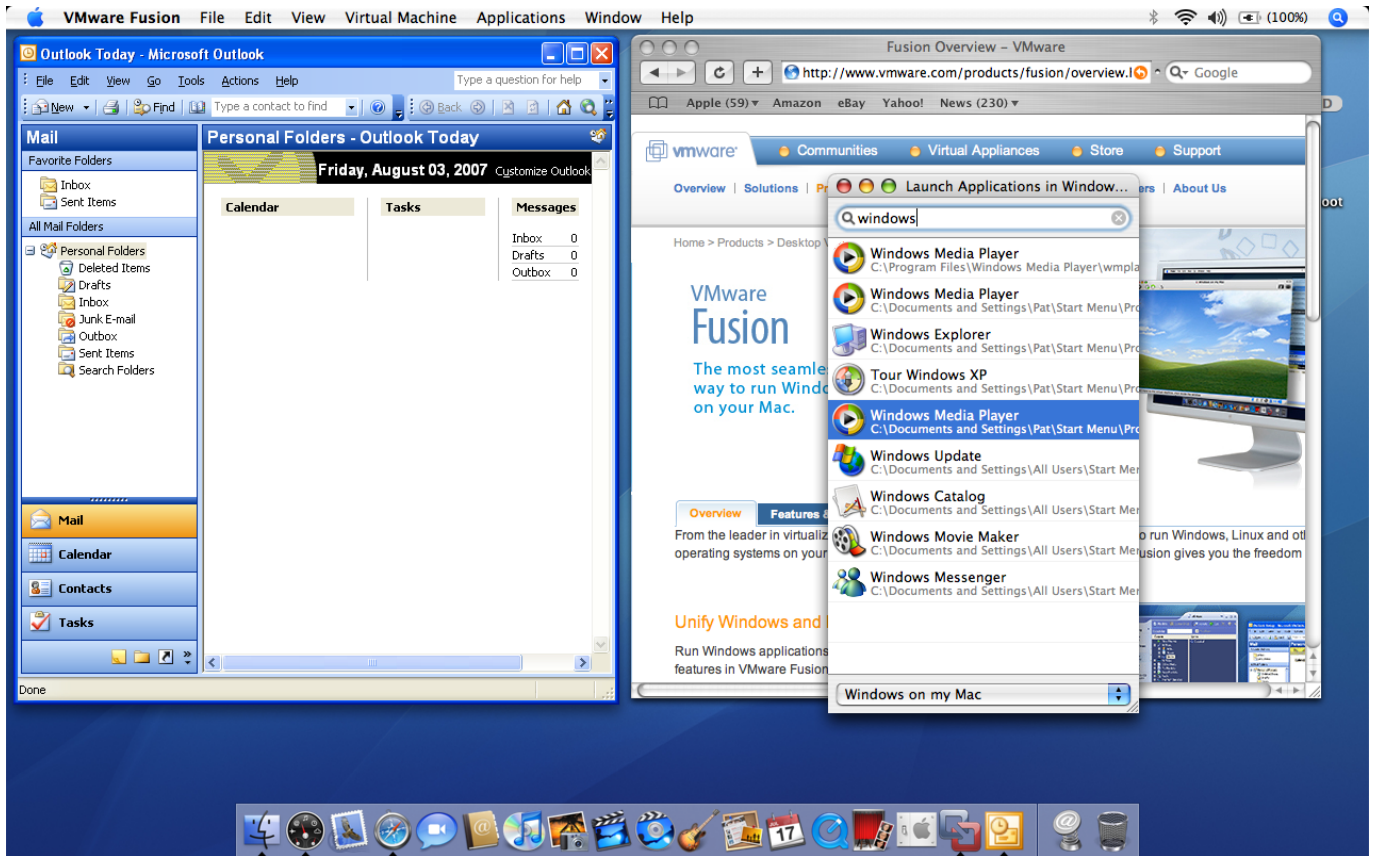 VMware Fusion File Edit View Virtual Machine Applications Window Help (100%)
Outlook Today - Microsoft Outlook
File Edit View Go Tools Actions Help Type a question for help
New Find Type a contact to find Back
Mail
Favorite Folders
Inbox
Sent Items
All Mail Folders
Personal Folders
Deleted Items
Drafts
Inbox
Junk E-mail
Outbox
Sent Items
Search Folders
Mail
Calendar
Contacts
Tasks
Done
Personal Folders - Outlook Today
Friday, August 03, 2007 Customize Outlook
Calendar Tasks Messages
Inbox 0
Drafts 0
Outbox 0
Fusion Overview – VMware
http://www.vmware.com/products/fusion/overview. Google
Apple (59) Amazon eBay Yahoo! News (230)
vmware Communities Virtual Appliances Store Support
Overview | Solutions | About Us
Home > Products > Desktop
VMware
Fusion
The most seamle
way to run Windo
on your Mac.
Overview Features &
From the leader in virtualiz o run Windows, Linux and oth
operating systems on your usion gives you the freedom
Unify Windows and
Run Windows applications
features in VMware Fusion
Launch Applications in Window...
windows
Windows Media Player
C:\Program Files\Windows Media Player\wmpla
Windows Media Player
C:\Documents and Settings\Pat\Start Menu\Pro
Windows Explorer
C:\Documents and Settings\Pat\Start Menu\Pro
Tour Windows XP
C:\Documents and Settings\Pat\Start Menu\Pro
Windows Media Player
C:\Documents and Settings\Pat\Start Menu\Pro
Windows Update
C:\Documents and Settings\All Users\Start Mer
Windows Catalog
C:\Documents and Settings\All Users\Start Mer
Windows Movie Maker
C:\Documents and Settings\All Users\Start Mer
Windows Messenger
C:\Documents and Settings\All Users\Start Mer
Windows on my Mac
D
oot
17